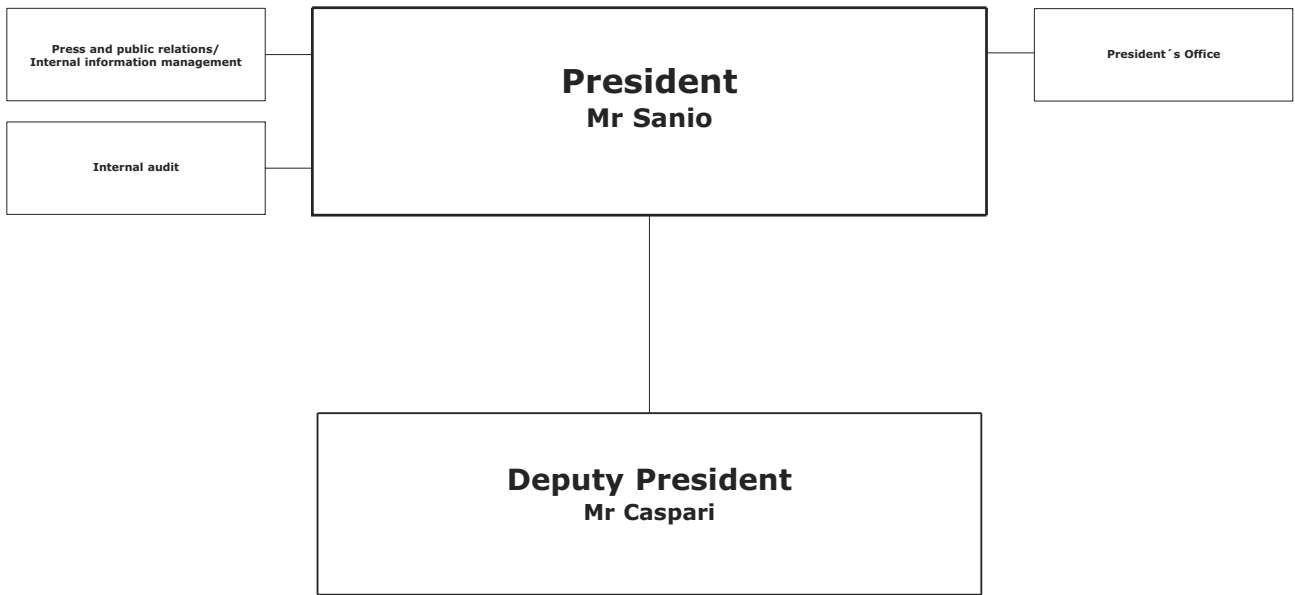 Press and public relations/
Internal information management
President
Mr Sanio
President´s Office
Internal audit
Deputy President
Mr Caspari